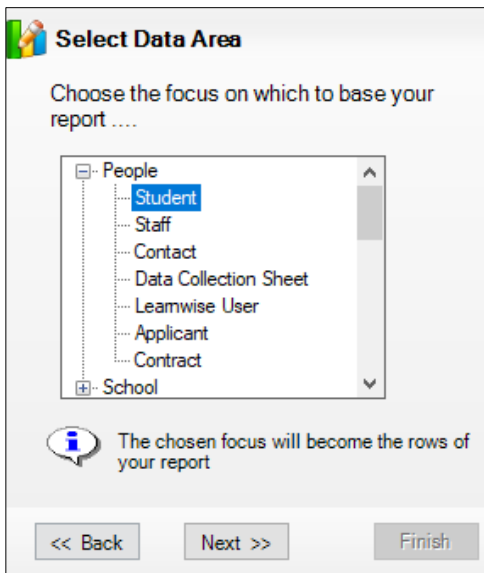 Select Data Area
Choose the focus on which to base your
report ....
People
Student
Staff
Contact
Data Collection Sheet
Learnwise User
Applicant
Contract
School
The chosen focus will become the rows of
your report
<< Back
Next >>
Finish